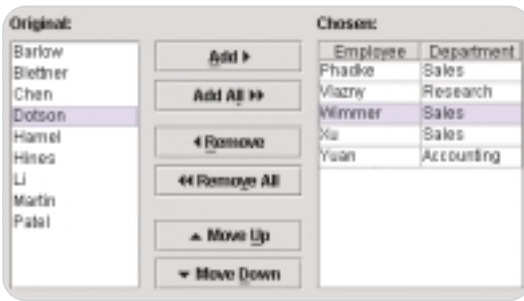 Original:
Barlow
Blettner
Chen
Dotson
Hamel
Hines
Li
Martin
Patel
Add
Add All
Remove
Remove All
Move Up
Move Down
Chosen:
Employee Department
Phadke Sales
Vlazny Research
Wimmer Sales
Xu Sales
Yuan Accounting